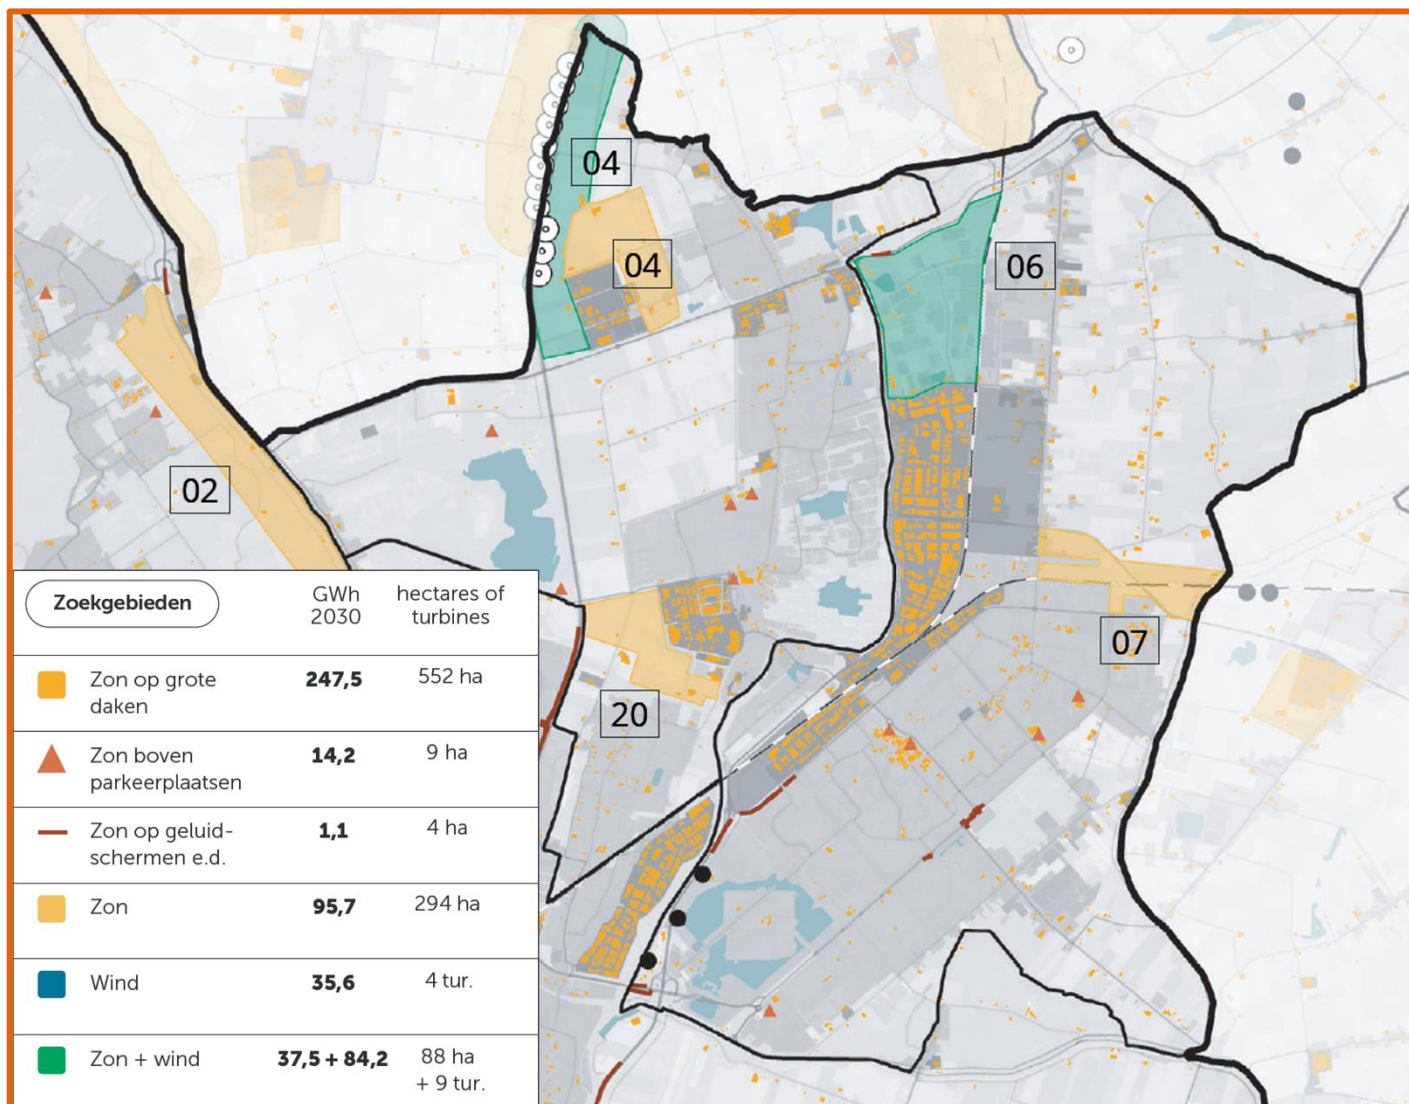 04
04
06
02
07
20
Zoekgebieden
GWh
2030
hectares of
turbines
Zon op grote
daken
247,5
552 ha
Zon boven
parkeerplaatsen
14,2
9 ha
Zon op geluid-
schermen e.d.
1,1
4 ha
Zon
95,7
294 ha
Wind
35,6
4 tur.
Zon + wind
37,5 + 84,2
88 ha
+ 9 tur.